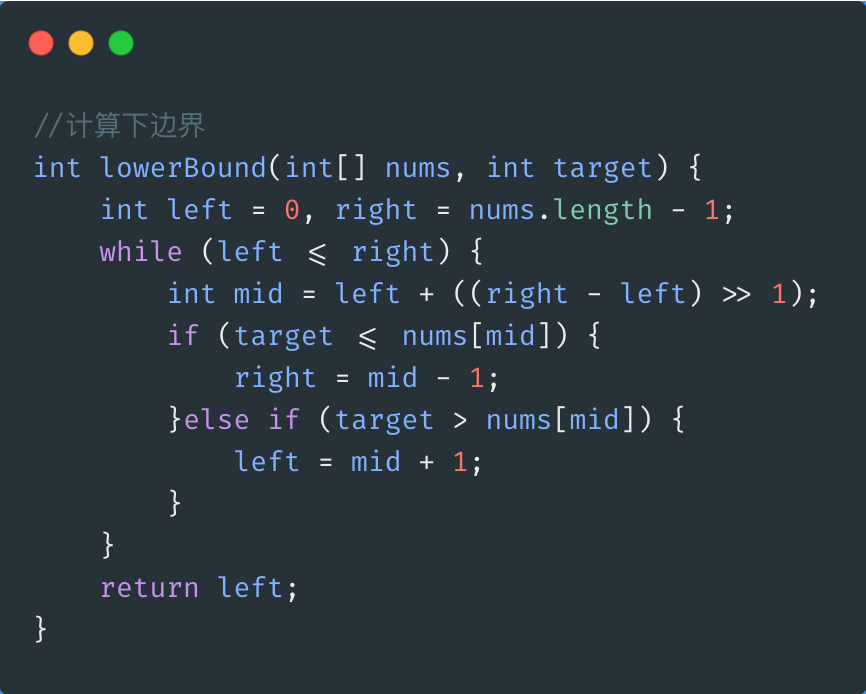 //计算下边界
int lowerBound(int[] nums, int target) {
    int left = 0, right = nums.length - 1;
    while (left <= right) {
        int mid = left + ((right - left) >> 1);
        if (target <= nums[mid]) {
            right = mid - 1;
        }else if (target > nums[mid]) {
            left = mid + 1;
        }
    }
    return left;
}